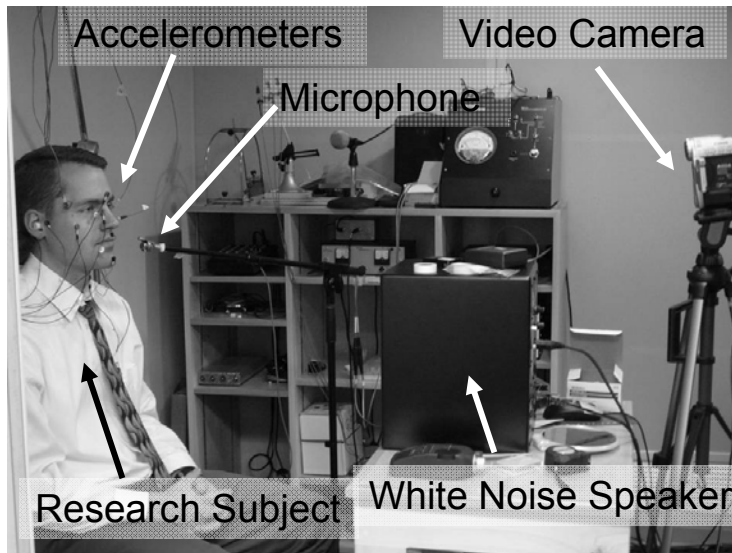 Accelerometers
Video Camera
Microphone
Research Subject
White Noise Speaker